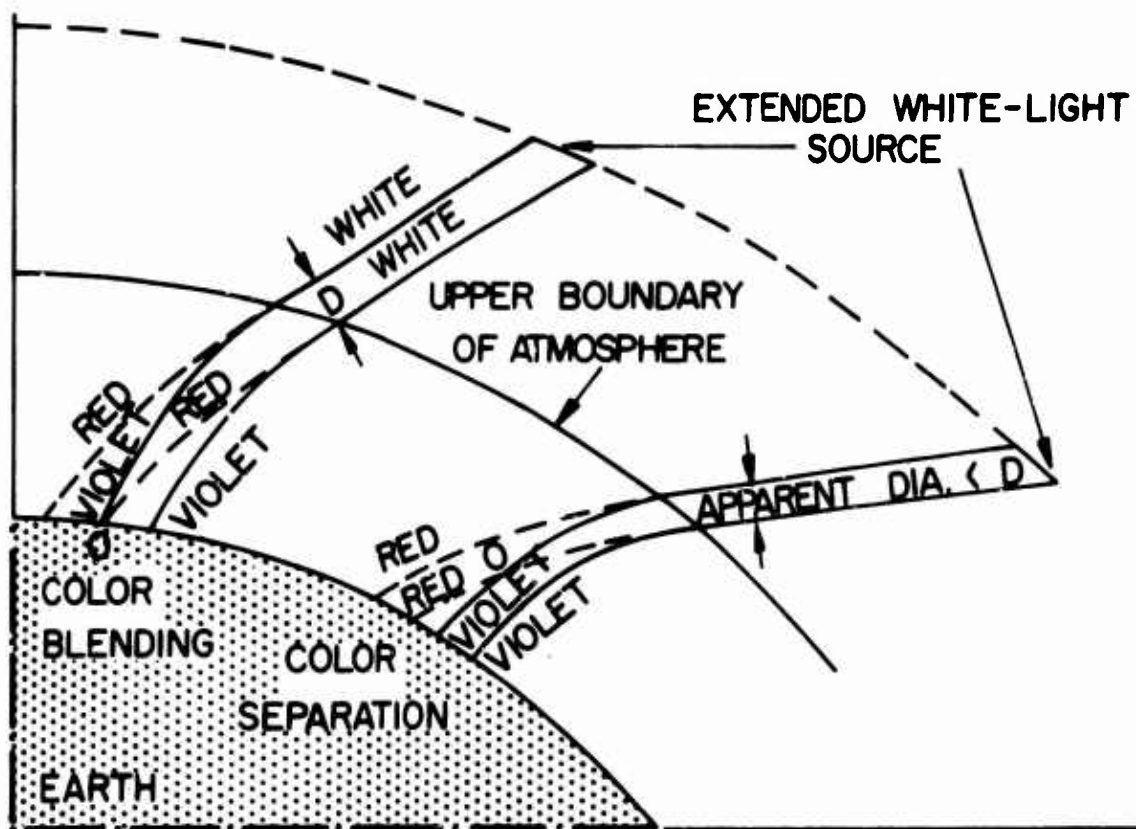 EXTENDED WHITE-LIGHT
SOURCE
WHITE
D WHITE
UPPER BOUNDARY
OF ATMOSPHERE
RED
RED
VIOLET
VIOLET
APPARENT DIA. < D
RED
O
RED
VIOLET
VIOLET
O
COLOR
BLENDING
COLOR
SEPARATION
EARTH